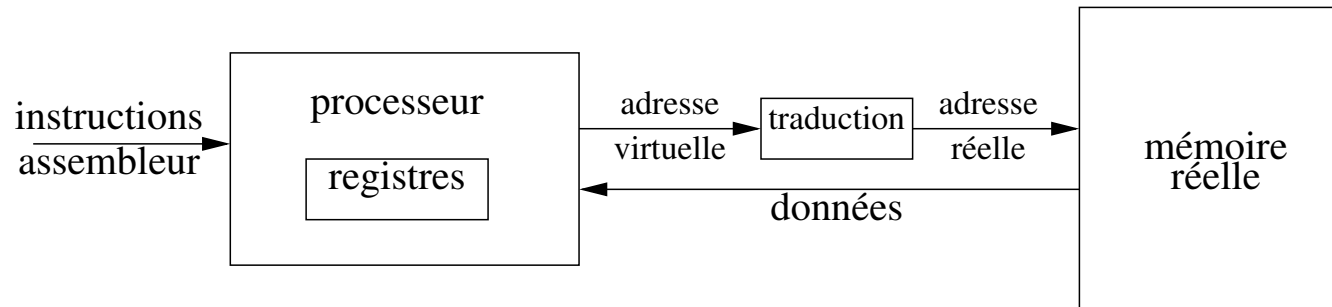 instructions
assembleur
processeur
registres
adresse
virtuelle
traduction
adresse
réelle
données
mémoire
réelle